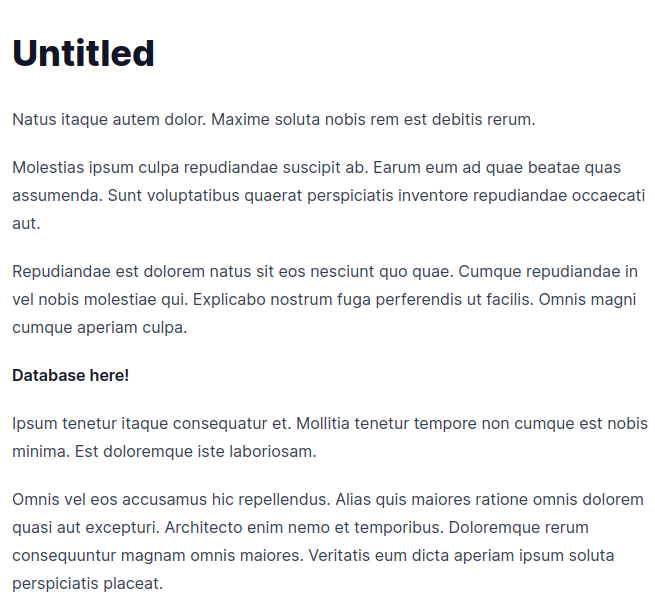 Untitled
Natus itaque autem dolor. Maxime soluta nobis rem est debitis rerum.
Molestias ipsum culpa repudiandae suscipit ab. Earum eum ad quae beatae quas
assumenda. Sunt voluptatibus quaerat perspiciatis inventore repudiandae occaecati
aut.
Repudiandae est dolorem natus sit eos nesciunt quo quae. Cumque repudiandae in
vel nobis molestiae qui. Explicabo nostrum fuga perferendis ut facilis. Omnis magni
cumque aperiam culpa.
Database here!
Ipsum tenetur itaque consequatur et. Mollitia tenetur tempore non cumque est nobis
minima. Est doloremque iste laboriosam.
Omnis vel eos accusamus hic repellendus. Alias quis maiores ratione omnis dolorem
quasi aut excepturi. Architecto enim nemo et temporibus. Doloremque rerum
consequuntur magnam omnis maiores. Veritatis eum dicta aperiam ipsum soluta
perspiciatis placeat.